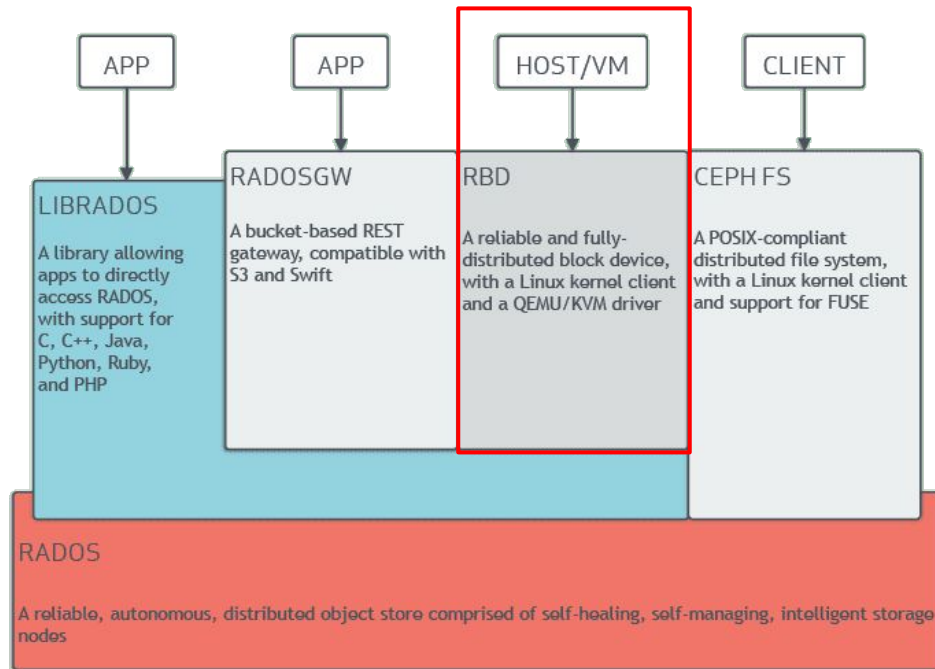 APP
APP
HOST/VM
CLIENT
LIBRADOS
A library allowing
apps to directly
access RADOS,
with support for
C, C++, Java,
Python, Ruby,
and PHP
RADOSGW
A bucket-based REST
gateway, compatible with
S3 and Swift
RBD
A reliable and fully-
distributed block device,
with a Linux kernel client
and a QEMU/KVM driver
CEPH FS
A POSIX-compliant
distributed file system,
with a Linux kernel client
and support for FUSE
RADOS
A reliable, autonomous, distributed object store comprised of self-healing, self-managing, intelligent storage
nodes